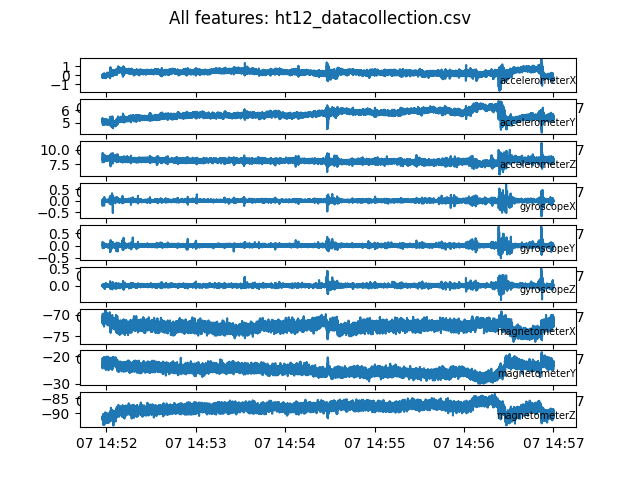 All features: ht12_datacollection.csv
1
0
−1
accelerometerX
6
5
accelerometerY
10.0
7.5
accelerometerZ
0.5
0.0
−0.5
gyroscopeX
0.5
0.0
−0.5
gyroscopeY
0.5
0.0
gyroscopeZ
−70
−75
magnetometerX
−20
−30
magnetometerY
−85
−90
magnetometerZ
07 14:52 07 14:53 07 14:54 07 14:55 07 14:56 07 14:57